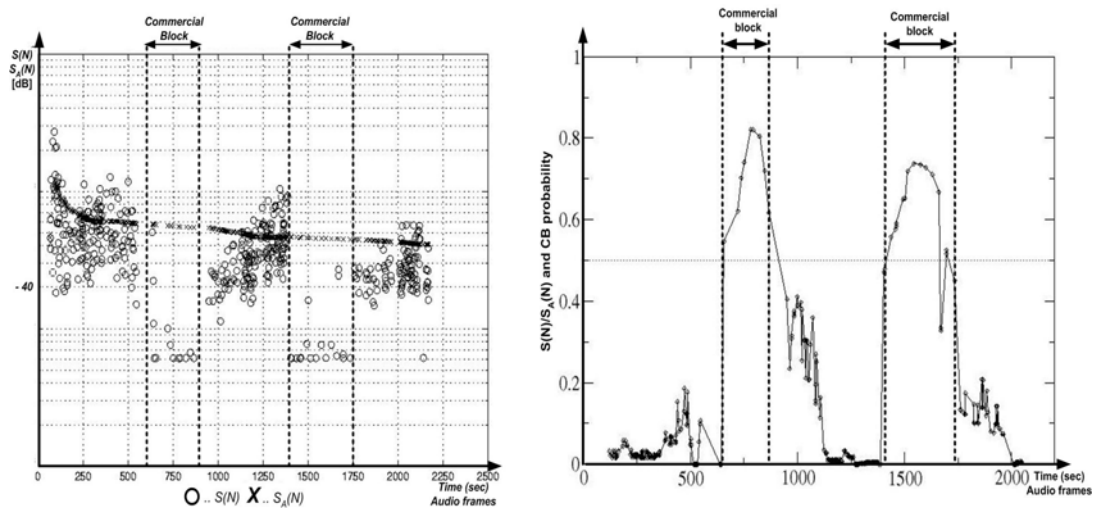 Commercial
Block
Commercial
Block
S(N)
S_A(N)
[dB]
- 40
0 250 500 750 1000 1250 1500 1750 2000 2250 2500
Time (sec)
Audio frames
O .. S(N) X .. S_A(N)
Commercial
block
Commercial
block
S(N)/S_A(N) and CB probability
1
0.8
0.6
0.4
0.2
0
0 500 1000 1500 2000
Time (sec)
Audio frames